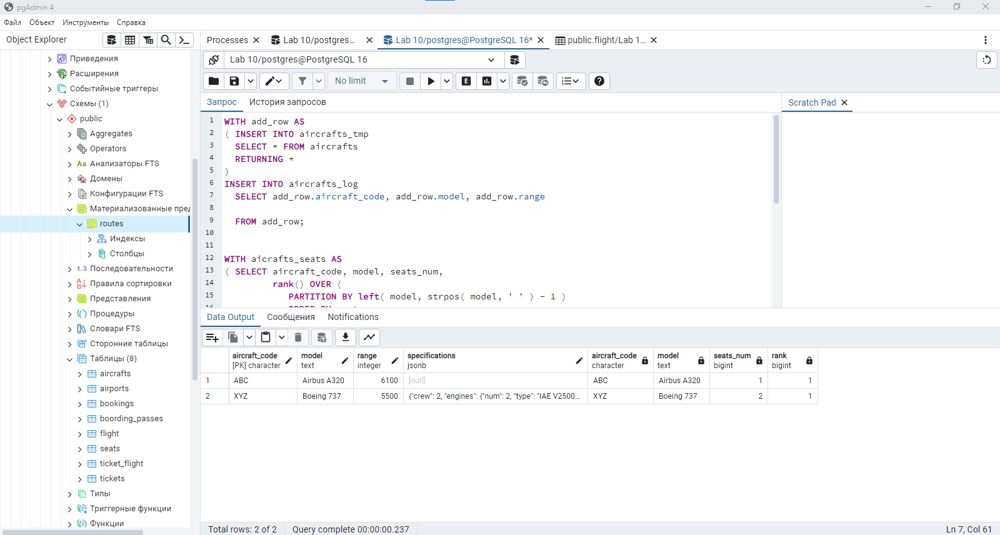 pgAdmin 4
Файл Объект Инструменты Справка
Object Explorer
Приведения
Расширения
Событийные триггеры
Схемы (1)
public
Aggregates
Operators
Aa Анализаторы FTS
Домены
Конфигурации FTS
Материализованные пред
routes
Индексы
Столбцы
1..3 Последовательности
Правила сортировки
Представления
Процедуры
Словари FTS
Сторонние таблицы
Таблицы (8)
aircrafts
airports
bookings
boording_passes
flight
seats
ticket_flight
tickets
Типы
Триггерные функции
Функции
Processes Lab 10/postgres... Lab 10/postgres@PostgreSQL 16* public.flight/Lab 1...
Lab 10/postgres@PostgreSQL 16
No limit E
Запрос История запросов Scratch Pad
1 WITH add_row AS
2 ( INSERT INTO aircrafts_tmp
3 SELECT * FROM aircrafts
4 RETURNING *
5 )
6 INSERT INTO aircrafts_log
7 SELECT add_row.aircraft_code, add_row.model, add_row.range
8
9 FROM add_row;
10
11
12 WITH aicrafts_seats AS
13 ( SELECT aircraft_code, model, seats_num,
14 rank() OVER (
15 PARTITION BY left( model, strpos( model, ' ' ) - 1 )
Data Output Сообщения Notifications
aircraft_code model range specifications aircraft_code model seats_num rank
[PK] character text integer jsonb character text bigint bigint
1 ABC Airbus A320 6100 [null] ABC Airbus A320 1 1
2 XYZ Boeing 737 5500 {"crew": 2, "engines": {"num": 2, "type": "IAE V2500... XYZ Boeing 737 2 1
Total rows: 2 of 2 Query complete 00:00:00.237 Ln 7, Col 61